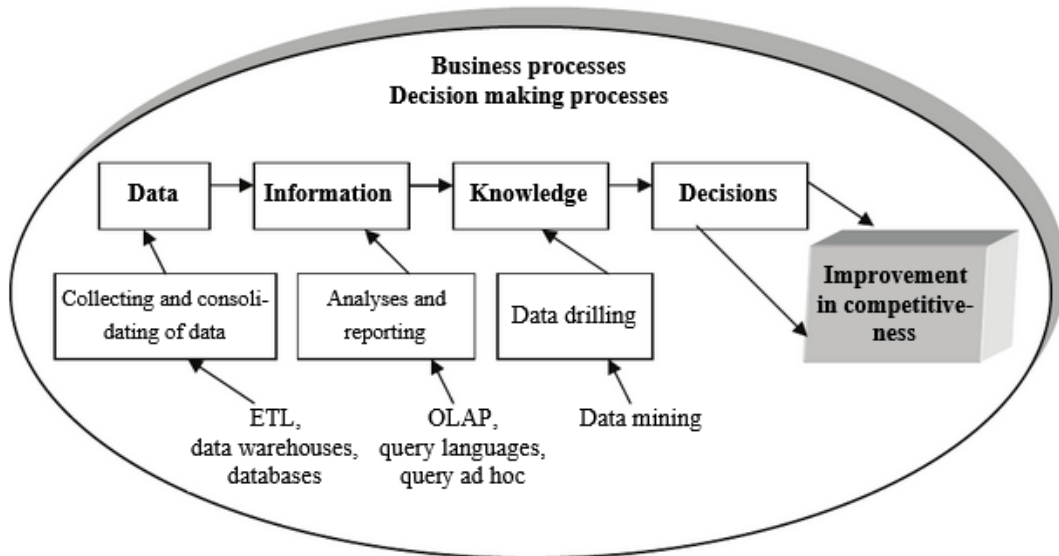 Business processes
Decision making processes
Data
Information
Knowledge
Decisions
Improvement
in competitive-
ness
Collecting and consoli-
dating of data
Analyses and
reporting
Data drilling
ETL,
data warehouses,
databases
OLAP,
query languages,
query ad hoc
Data mining